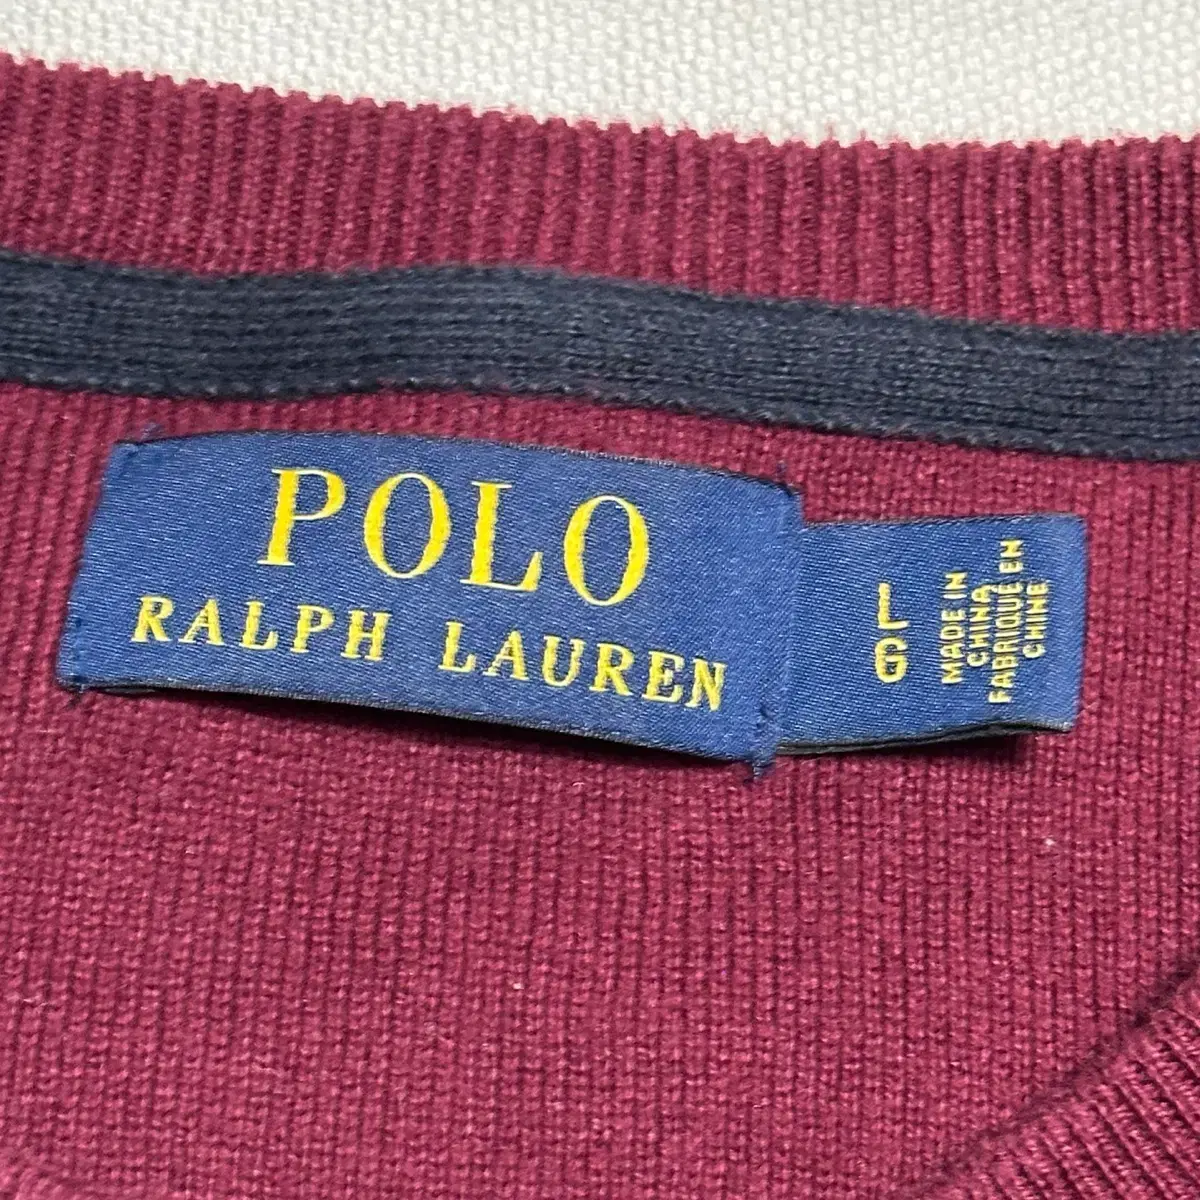 POLO
RALPH LAUREN
L
G
MADE IN
CHINA
FABRIQUE EN
CHINE